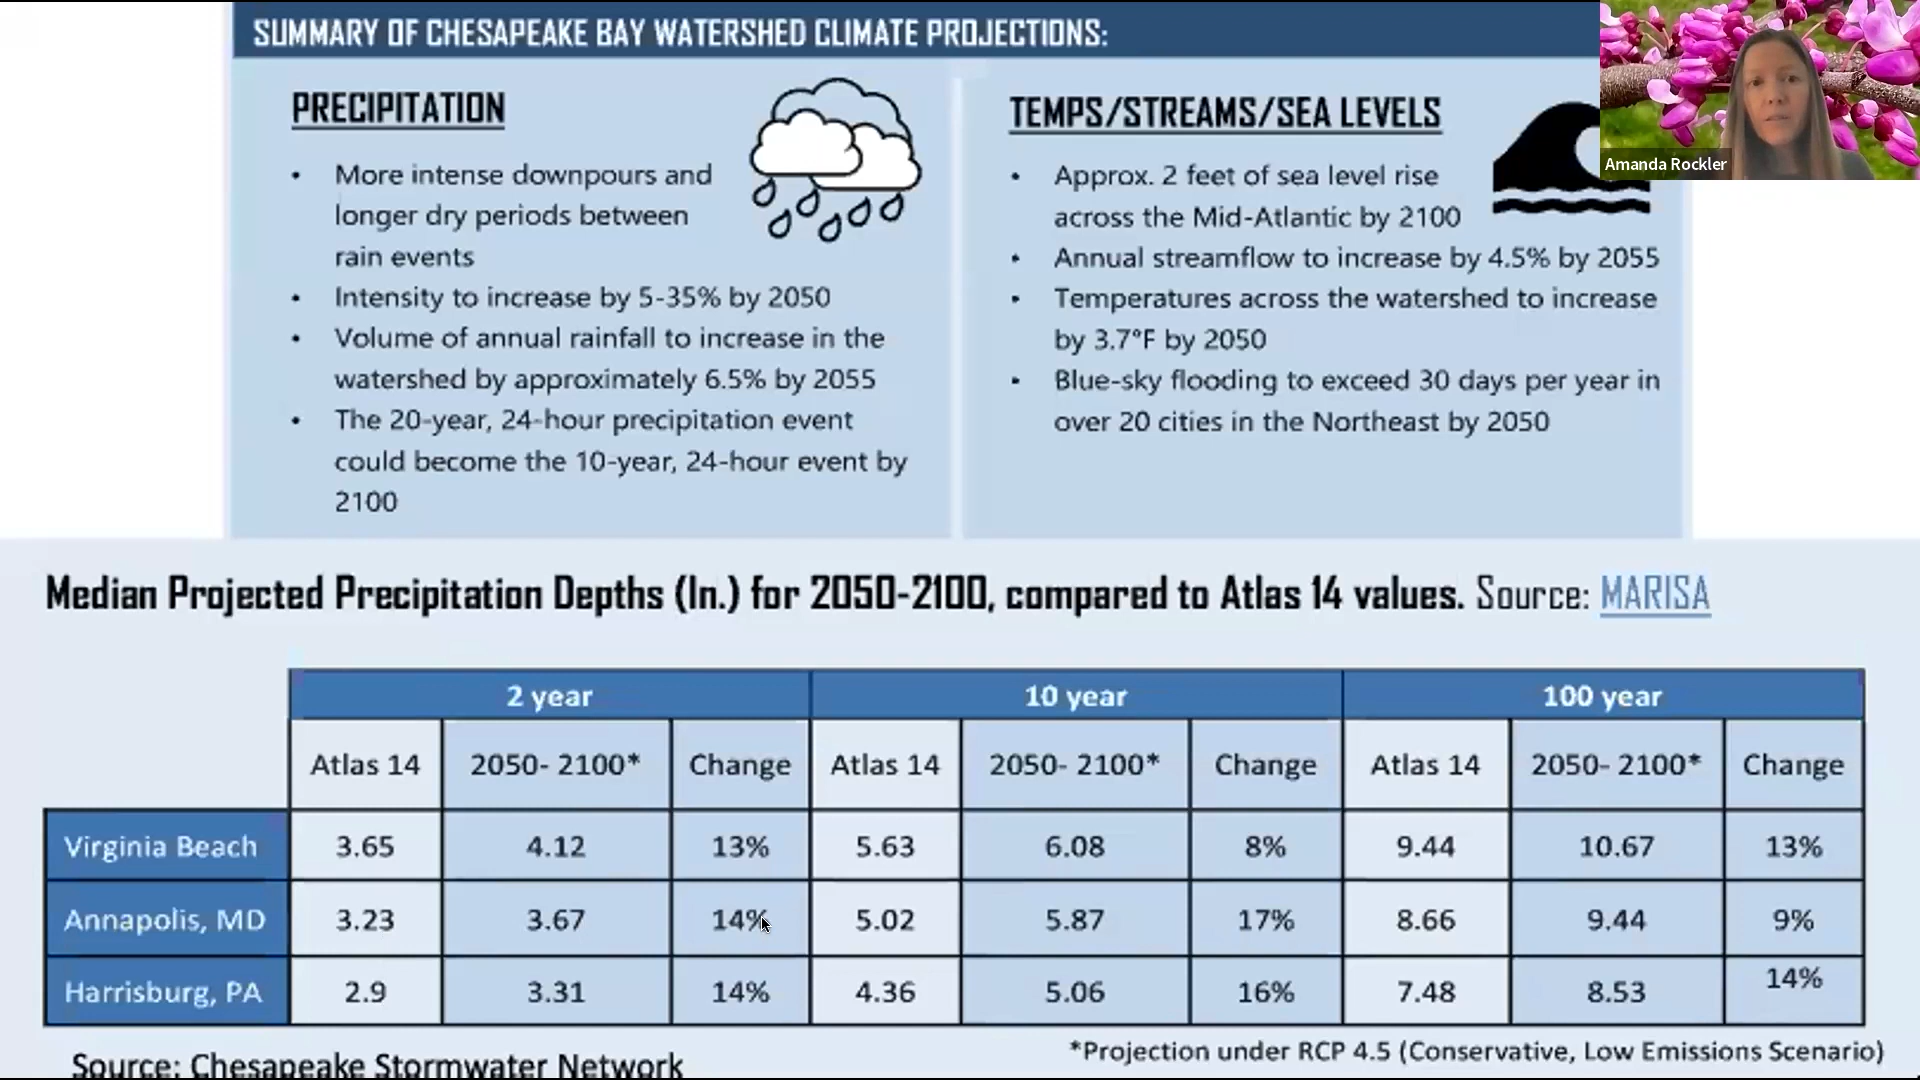 SUMMARY OF CHESAPEAKE BAY WATERSHED CLIMATE PROJECTIONS:
PRECIPITATION
• More intense downpours and
longer dry periods between
rain events
• Intensity to increase by 5-35% by 2050
• Volume of annual rainfall to increase in the
watershed by approximately 6.5% by 2055
• The 20-year, 24-hour precipitation event
could become the 10-year, 24-hour event by
2100
TEMPS/STREAMS/SEA LEVELS
• Approx. 2 feet of sea level rise
across the Mid-Atlantic by 2100
• Annual streamflow to increase by 4.5% by 2055
• Temperatures across the watershed to increase
by 3.7°F by 2050
• Blue-sky flooding to exceed 30 days per year in
over 20 cities in the Northeast by 2050
Amanda Rockler
Median Projected Precipitation Depths (In.) for 2050-2100, compared to Atlas 14 values. Source: MARISA
2 year 10 year 100 year
Atlas 14 2050- 2100* Change Atlas 14 2050- 2100* Change Atlas 14 2050- 2100* Change
Virginia Beach 3.65 4.12 13% 5.63 6.08 8% 9.44 10.67 13%
Annapolis, MD 3.23 3.67 14% 5.02 5.87 17% 8.66 9.44 9%
Harrisburg, PA 2.9 3.31 14% 4.36 5.06 16% 7.48 8.53 14%
*Projection under RCP 4.5 (Conservative, Low Emissions Scenario)
Source: Chesapeake Stormwater Network